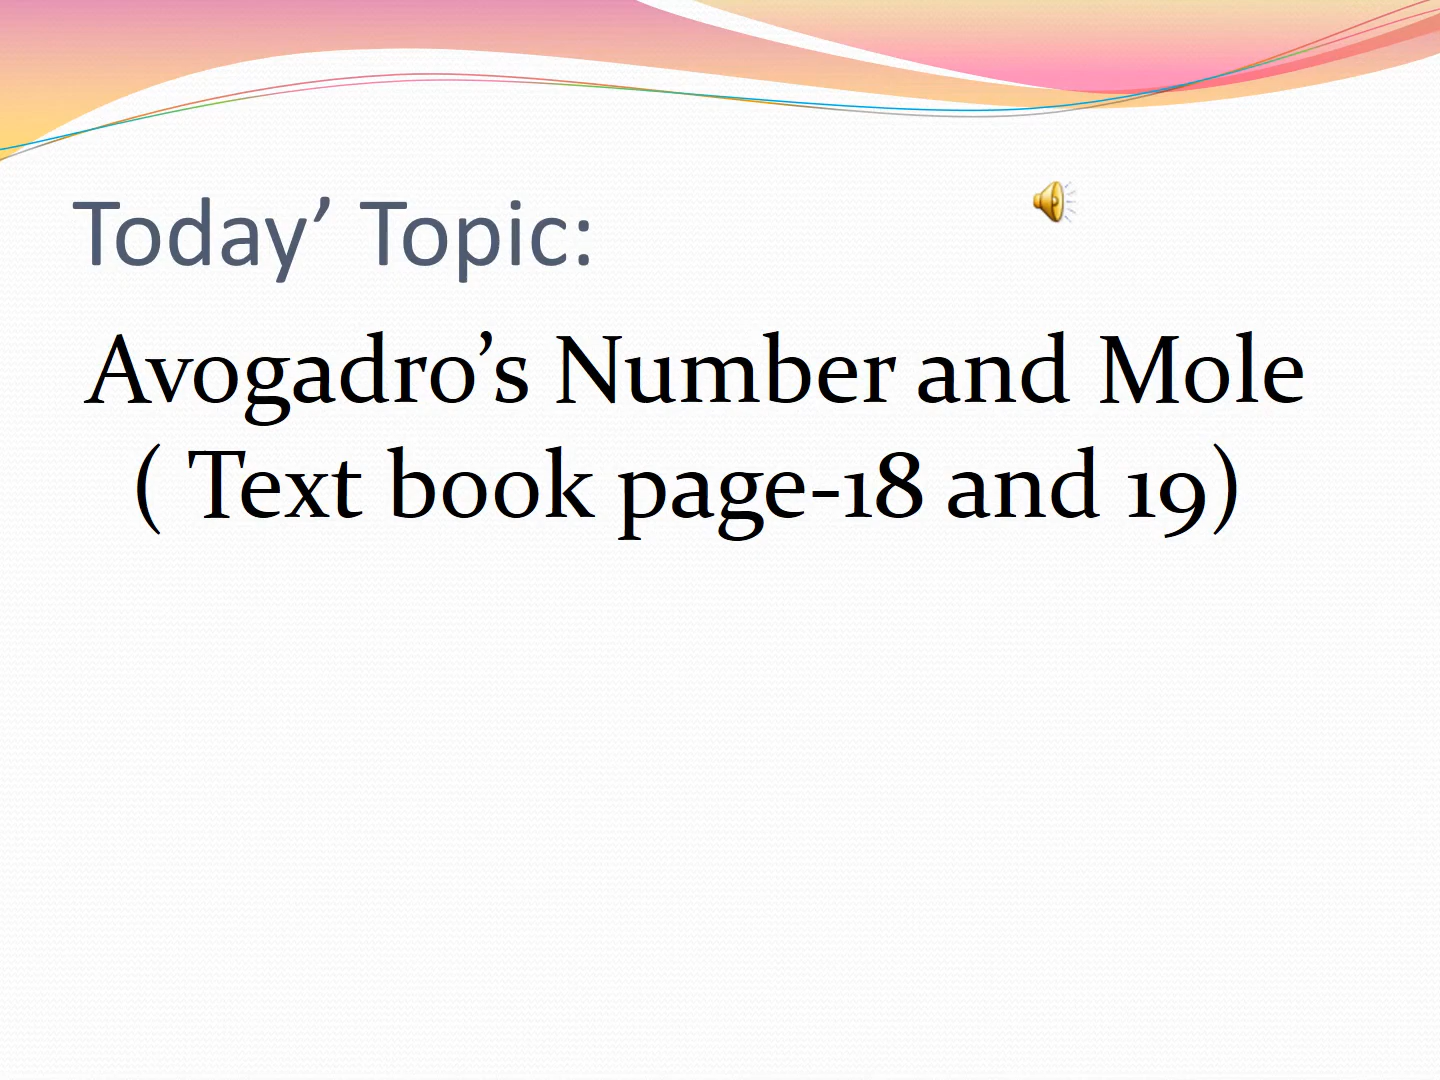 Today’ Topic:
Avogadro’s Number and Mole
( Text book page-18 and 19)